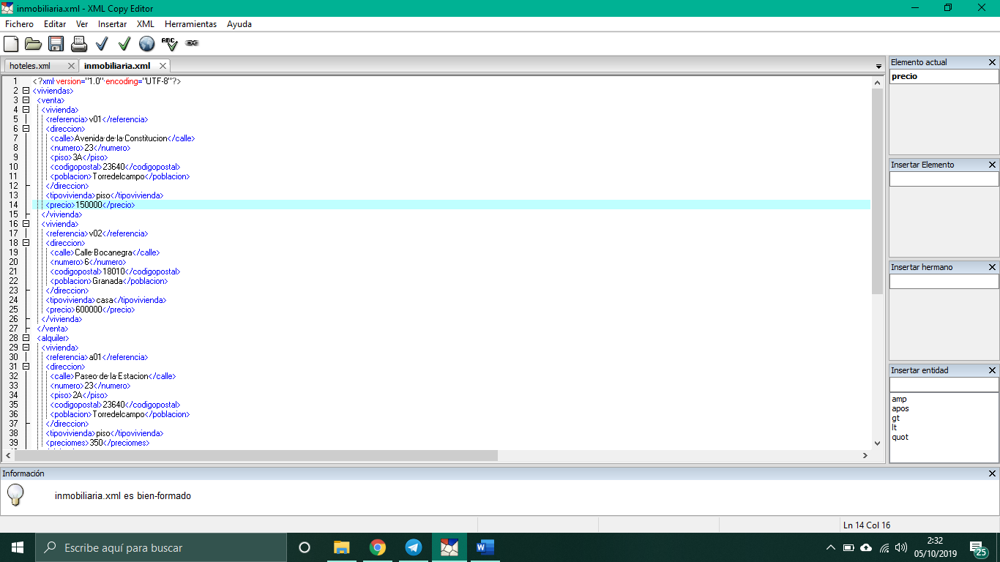 inmobiliaria.xml - XML Copy Editor
Fichero Editar Ver Insertar XML Herramientas Ayuda
ABC
hoteles.xml inmobiliaria.xml
1 <?xml version="1.0" encoding="UTF-8"?>
2 <viviendas>
3 <venta>
4 <vivienda>
5 <referencia>v01</referencia>
6 <direccion>
7 <calle>Avenida de la Constitucion</calle>
8 <numero>23</numero>
9 <piso>3A</piso>
10 <codigopostal>23640</codigopostal>
11 <poblacion>Torredelcampo</poblacion>
12 </direccion>
13 <tipovivienda>piso</tipovivienda>
14 <precio>150000</precio>
15 </vivienda>
16 <vivienda>
17 <referencia>v02</referencia>
18 <direccion>
19 <calle>Calle Bocanegra</calle>
20 <numero>6</numero>
21 <codigopostal>18010</codigopostal>
22 <poblacion>Granada</poblacion>
23 </direccion>
24 <tipovivienda>casa</tipovivienda>
25 <precio>600000</precio>
26 </vivienda>
27 </venta>
28 <alquiler>
29 <vivienda>
30 <referencia>a01</referencia>
31 <direccion>
32 <calle>Paseo de la Estacion</calle>
33 <numero>23</numero>
34 <piso>2A</piso>
35 <codigopostal>23640</codigopostal>
36 <poblacion>Torredelcampo</poblacion>
37 </direccion>
38 <tipovivienda>piso</tipovivienda>
39 <preciomes>350</preciomes>
Elemento actual
precio
Insertar Elemento
Insertar hermano
Insertar entidad
amp
apos
gt
lt
quot
Información
inmobiliaria.xml es bien-formado
Ln 14 Col 16
Escribe aquí para buscar
2:32
05/10/2019
25